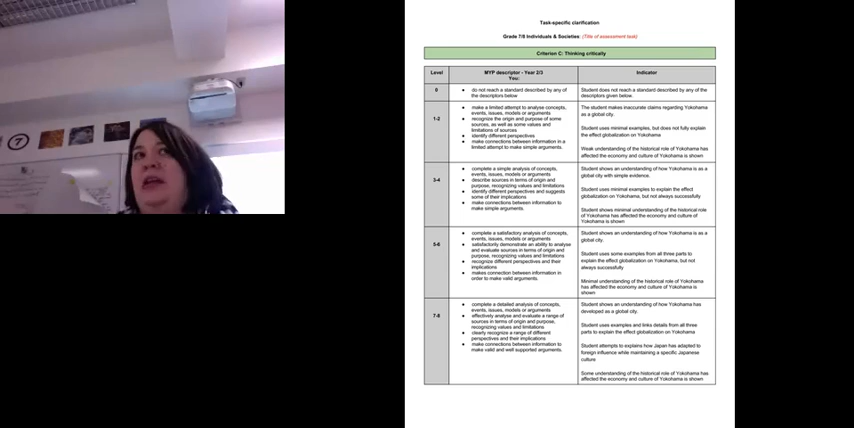 7
Task-specific clarification
Grade 7/8 Individuals & Societies: (Title of assessment task)
Criterion C: Thinking critically
Level
MYP descriptor - Year 2/3
You:
Indicator
0
do not reach a standard described by any of
the descriptors below
Student does not reach a standard described by any of the
descriptors given below.
1-2
make a limited attempt to analyse concepts,
events, issues, models or arguments
recognize the origin and purpose of some
sources, as well as some values and
limitations of sources
identify different perspectives
make connections between information in a
limited attempt to make simple arguments.
The student makes inaccurate claims regarding Yokohama
as a global city.
Student uses minimal examples, but does not fully explain
the effect globalization on Yokohama
Weak understanding of the historical role of Yokohama has
affected the economy and culture of Yokohama is shown
3-4
complete a simple analysis of concepts,
events, issues, models or arguments
describe sources in terms of origin and
purpose, recognizing values and limitations
identify different perspectives and suggests
some of their implications
make connections between information to
make simple arguments.
Student shows an understanding of how Yokohama is as a
global city with simple evidence.
Student uses minimal examples to explain the effect
globalization on Yokohama, but not always successfully
Student shows minimal understanding of the historical role
of Yokohama has affected the economy and culture of
Yokohama is shown
5-6
complete a satisfactory analysis of concepts,
events, issues, models or arguments
satisfactorily demonstrate an ability to analyse
and evaluate sources in terms of origin and
purpose, recognizing values and limitations
recognize different perspectives and their
implications
makes connection between information in
order to make valid arguments.
Student shows an understanding of how Yokohama is as a
global city.
Student uses some examples from all three parts to
explain the effect globalization on Yokohama, but not
always successfully
Minimal understanding of the historical role of Yokohama
has affected the economy and culture of Yokohama is
shown
7-8
complete a detailed analysis of concepts,
events, issues, models or arguments
effectively analyse and evaluate a range of
sources in terms of origin and purpose,
recognizing values and limitations
clearly recognize a range of different
perspectives and their implications
make connections between information to
make valid and well supported arguments.
Student shows an understanding of how Yokohama has
developed as a global city.
Student uses examples and links details from all three
parts to explain the effect globalization on Yokohama
Student attempts to explains how Japan has adapted to
foreign influence while maintaining a specific Japanese
culture
Some understanding of the historical role of Yokohama has
affected the economy and culture of Yokohama is shown